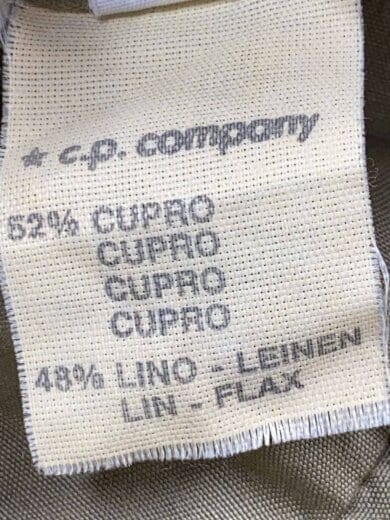 ★ c.p. company
52% CUPRO
CUPRO
CUPRO
CUPRO
48% LINO - LEINEN
LIN - FLAX